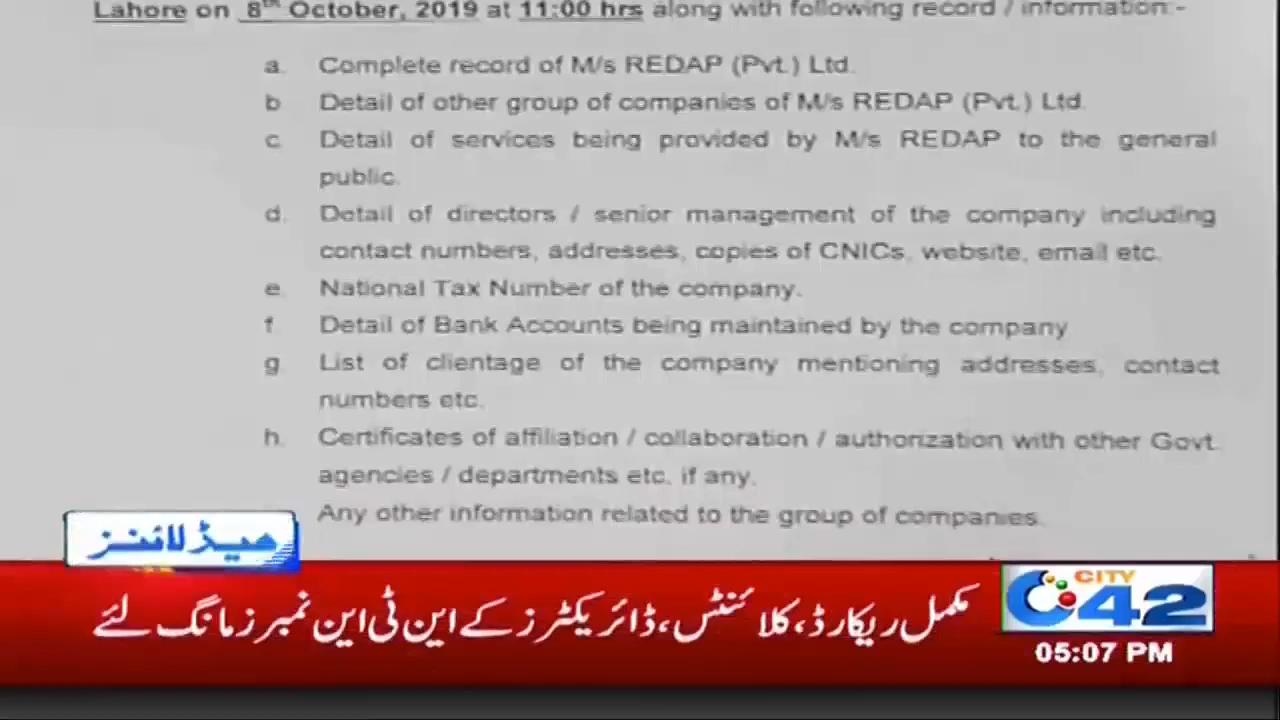 Lahore on 8th October, 2019 at 11:00 hrs along with following record / information:-
a. Complete record of M/s REDAP (Pvt.) Ltd.
b. Detail of other group of companies of M/s REDAP (Pvt.) Ltd.
c. Detail of services being provided by M/s REDAP to the general
public.
d. Detail of directors / senior management of the company including
contact numbers, addresses, copies of CNICs, website, email etc.
e. National Tax Number of the company.
f. Detail of Bank Accounts being maintained by the company
g. List of clientage of the company mentioning addresses, contact
numbers etc.
h. Certificates of affiliation / collaboration / authorization with other Govt.
agencies / departments etc. if any.
Any other information related to the group of companies.
ہیڈلائنز
مکمل ریکارڈ، کلائنٹس، ڈائریکٹرز کے این ٹی این نمبرز مانگ لئے
CITY
42
05:07 PM